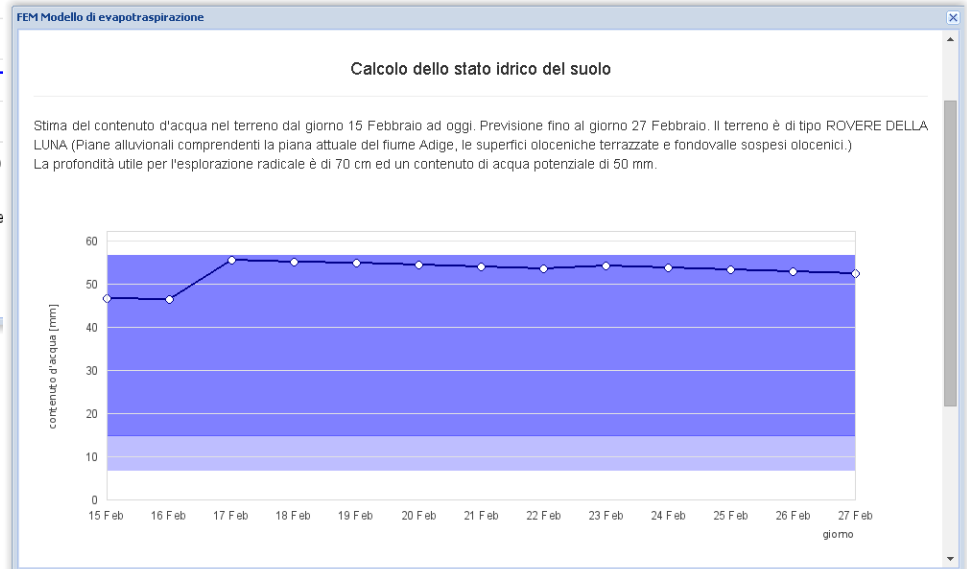 FEM Modello di evapotraspirazione
Calcolo dello stato idrico del suolo
Stima del contenuto d'acqua nel terreno dal giorno 15 Febbraio ad oggi. Previsione fino al giorno 27 Febbraio. Il terreno è di tipo ROVERE DELLA
LUNA (Piane alluvionali comprendenti la piana attuale del fiume Adige, le superfici oloceniche terrazzate e fondovalle sospesi olocenici.)
La profondità utile per l'esplorazione radicale è di 70 cm ed un contenuto di acqua potenziale di 50 mm.
60
50
40
30
20
10
0
contenuto d'acqua [mm]
15 Feb 16 Feb 17 Feb 18 Feb 19 Feb 20 Feb 21 Feb 22 Feb 23 Feb 24 Feb 25 Feb 26 Feb 27 Feb
giorno